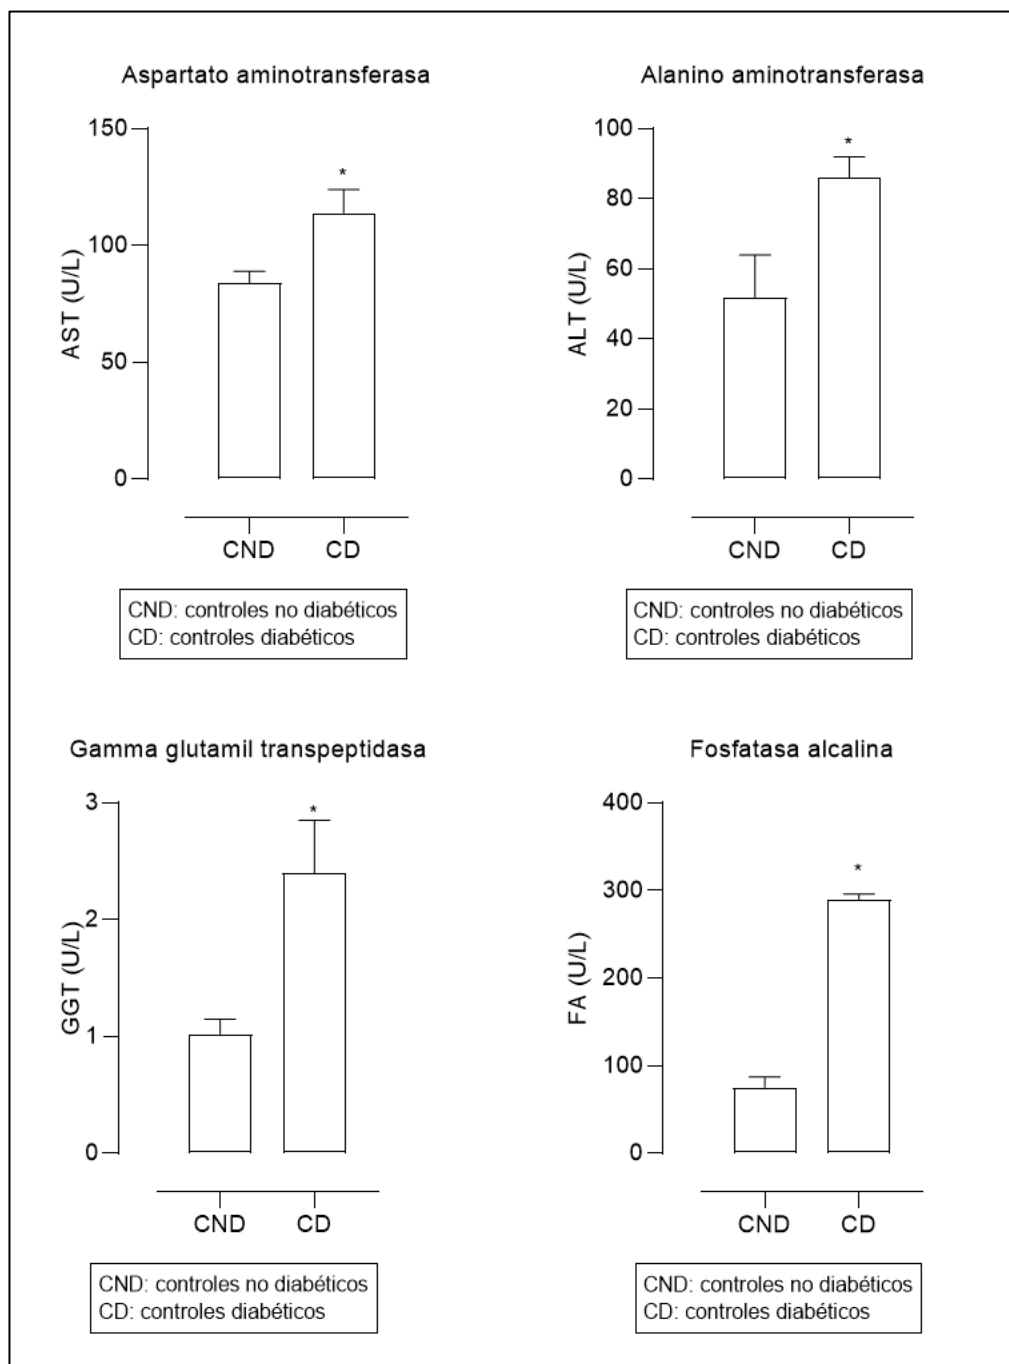 Aspartato aminotransferasa
150
100
50
0
AST (U/L)
*
CND CD
CND: controles no diabéticos
CD: controles diabéticos
Alanino aminotransferasa
100
80
60
40
20
0
ALT (U/L)
*
CND CD
CND: controles no diabéticos
CD: controles diabéticos
Gamma glutamil transpeptidasa
3
2
1
0
GGT (U/L)
*
CND CD
CND: controles no diabéticos
CD: controles diabéticos
Fosfatasa alcalina
400
300
200
100
0
FA (U/L)
*
CND CD
CND: controles no diabéticos
CD: controles diabéticos